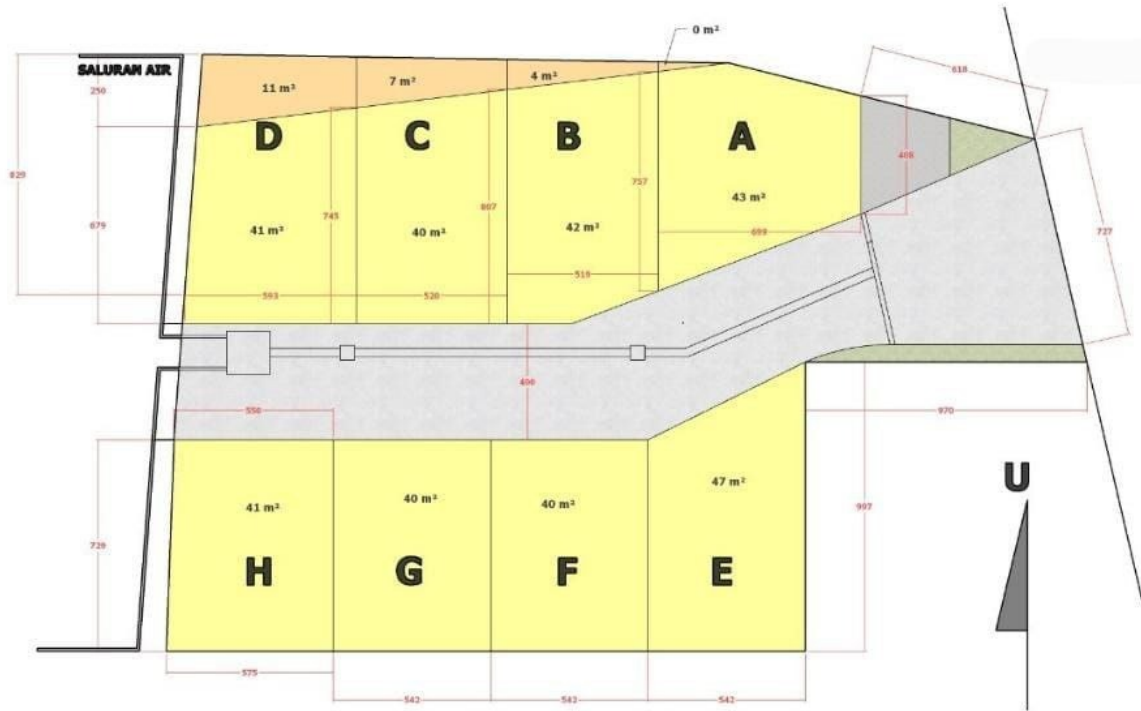 0 m²
SALURAN AIR
250
11 m²
7 m²
4 m²
618
D
C
B
A
408
829
745
807
757
43 m²
727
679
41 m²
40 m²
42 m²
593
520
518
400
550
970
U
729
41 m²
40 m²
40 m²
47 m²
997
H
G
F
E
575
542
542
542